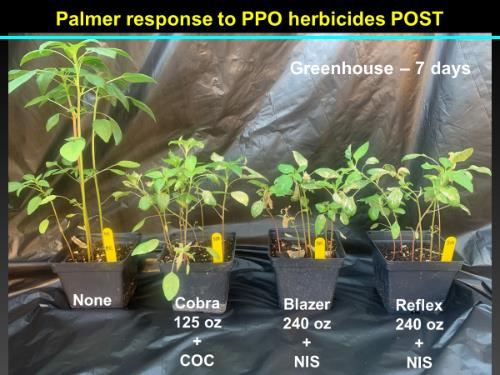 Palmer response to PPO herbicides POST
Greenhouse – 7 days
None
Cobra
125 oz
+
COC
Blazer
240 oz
+
NIS
Reflex
240 oz
+
NIS